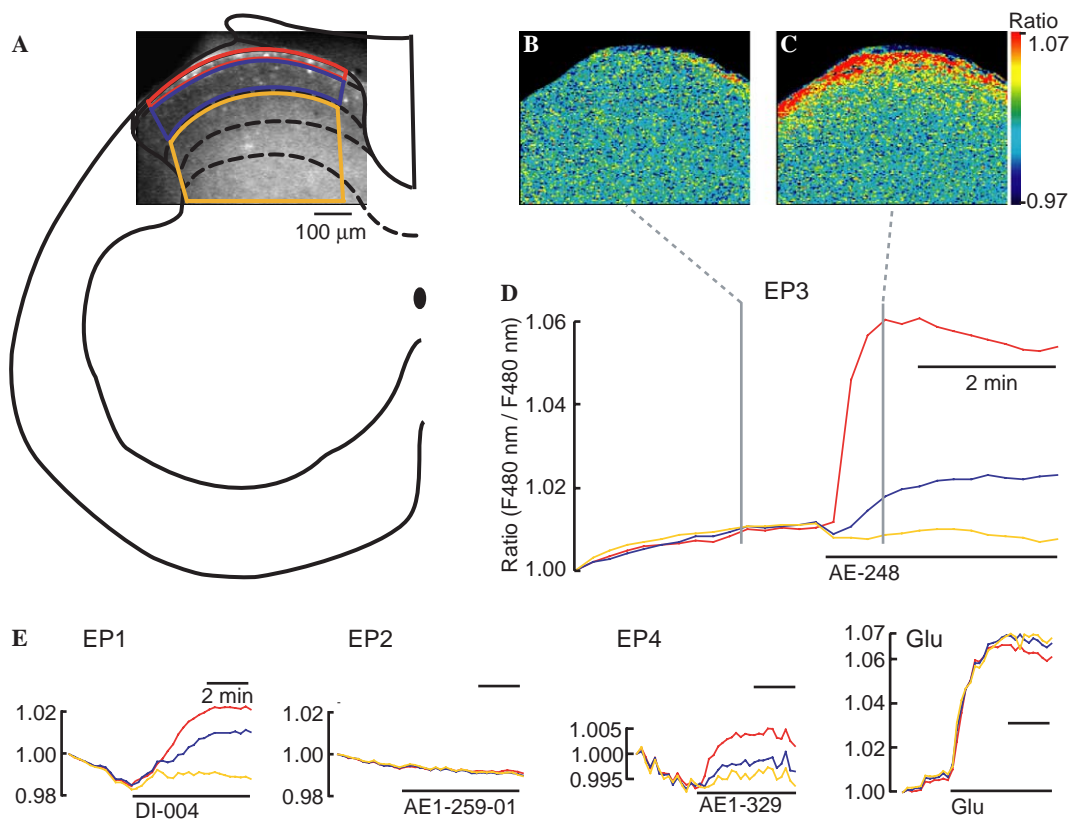 A
B
C
Ratio
1.07
0.97
100 μm
D
EP3
Ratio (F480 nm / F480 nm)
1.06
1.04
1.02
1.00
2 min
AE-248
E
EP1
1.02
1.00
0.98
2 min
DI-004
EP2
1.02
1.00
0.98
AE1-259-01
EP4
1.005
1.000
0.995
AE1-329
Glu
1.07
1.06
1.04
1.02
1.00
Glu